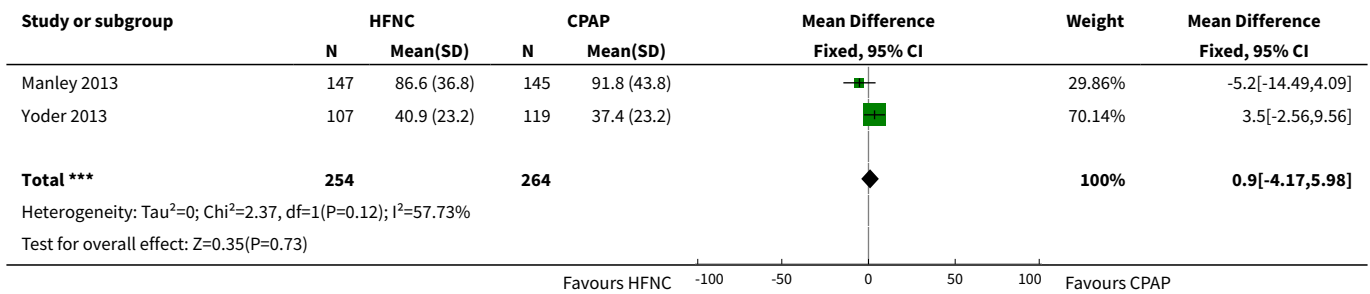 Study or subgroup HFNC CPAP Mean Difference Weight Mean Difference
N Mean(SD) N Mean(SD) Fixed, 95% CI Fixed, 95% CI
Manley 2013 147 86.6 (36.8) 145 91.8 (43.8) 29.86% -5.2[-14.49,4.09]
Yoder 2013 107 40.9 (23.2) 119 37.4 (23.2) 70.14% 3.5[-2.56,9.56]
Total *** 254 264 100% 0.9[-4.17,5.98]
Heterogeneity: Tau²=0; Chi²=2.37, df=1(P=0.12); I²=57.73%
Test for overall effect: Z=0.35(P=0.73)
Favours HFNC -100 -50 0 50 100 Favours CPAP